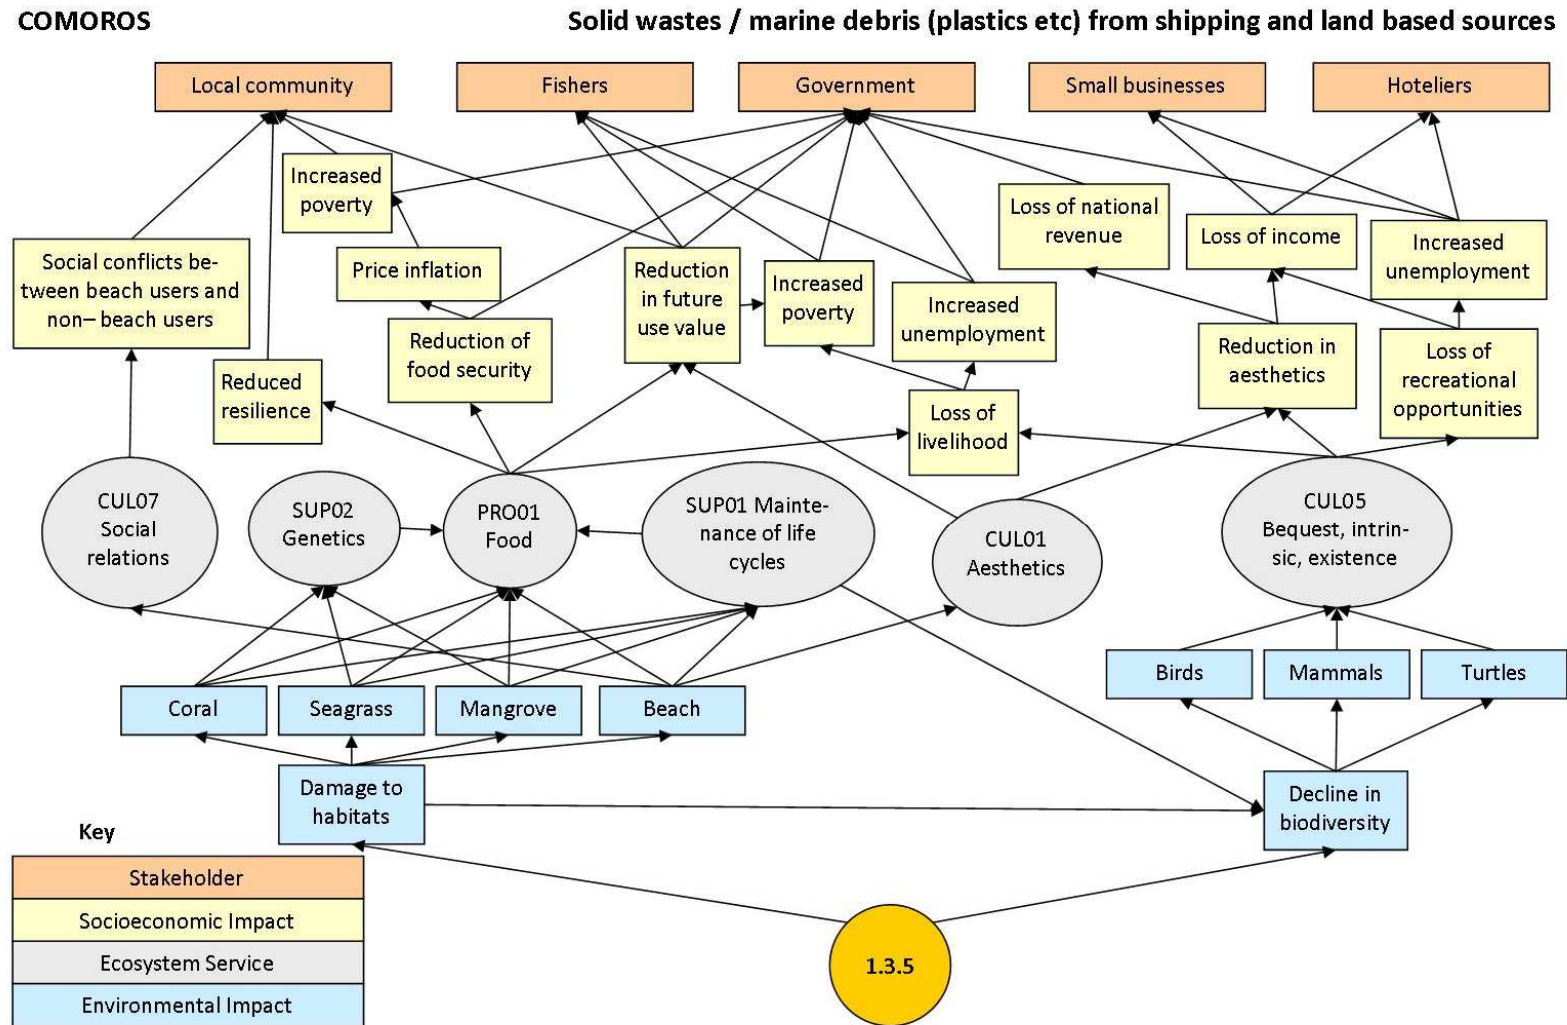 COMOROS
Solid wastes / marine debris (plastics etc) from shipping and land based sources
Local community
Fishers
Government
Small businesses
Hoteliers
Increased
poverty
Loss of national
revenue
Loss of income
Increased
unemployment
Social conflicts be-
tween beach users and
non– beach users
Price inflation
Reduction
in future
use value
Increased
poverty
Increased
unemployment
Reduced
resilience
Reduction of
food security
Loss of
livelihood
Reduction in
aesthetics
Loss of
recreational
opportunities
CUL07
Social
relations
SUP02
Genetics
PRO01
Food
SUP01 Mainte-
nance of life
cycles
CUL01
Aesthetics
CUL05
Bequest, intrin-
sic, existence
Birds
Mammals
Turtles
Coral
Seagrass
Mangrove
Beach
Damage to
habitats
Decline in
biodiversity
Key
Stakeholder
Socioeconomic Impact
Ecosystem Service
Environmental Impact
1.3.5